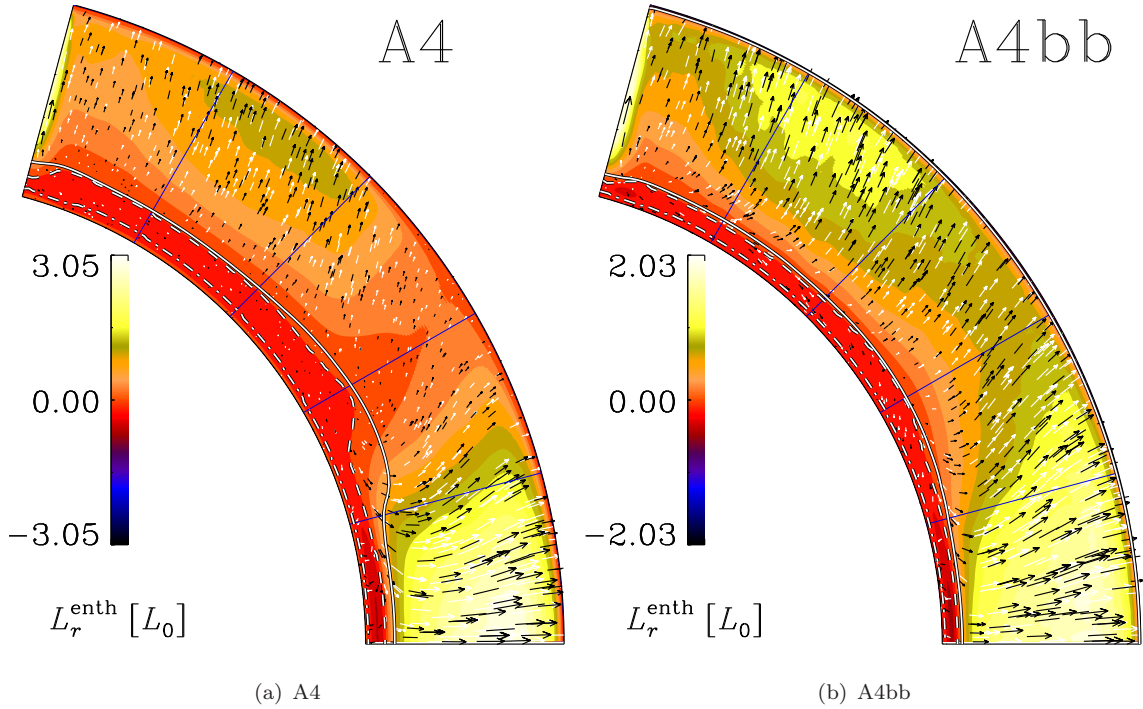 A4
A4bb
3.05
0.00
−3.05
2.03
0.00
−2.03
L_r^enth [L_0]
L_r^enth [L_0]
(a) A4
(b) A4bb